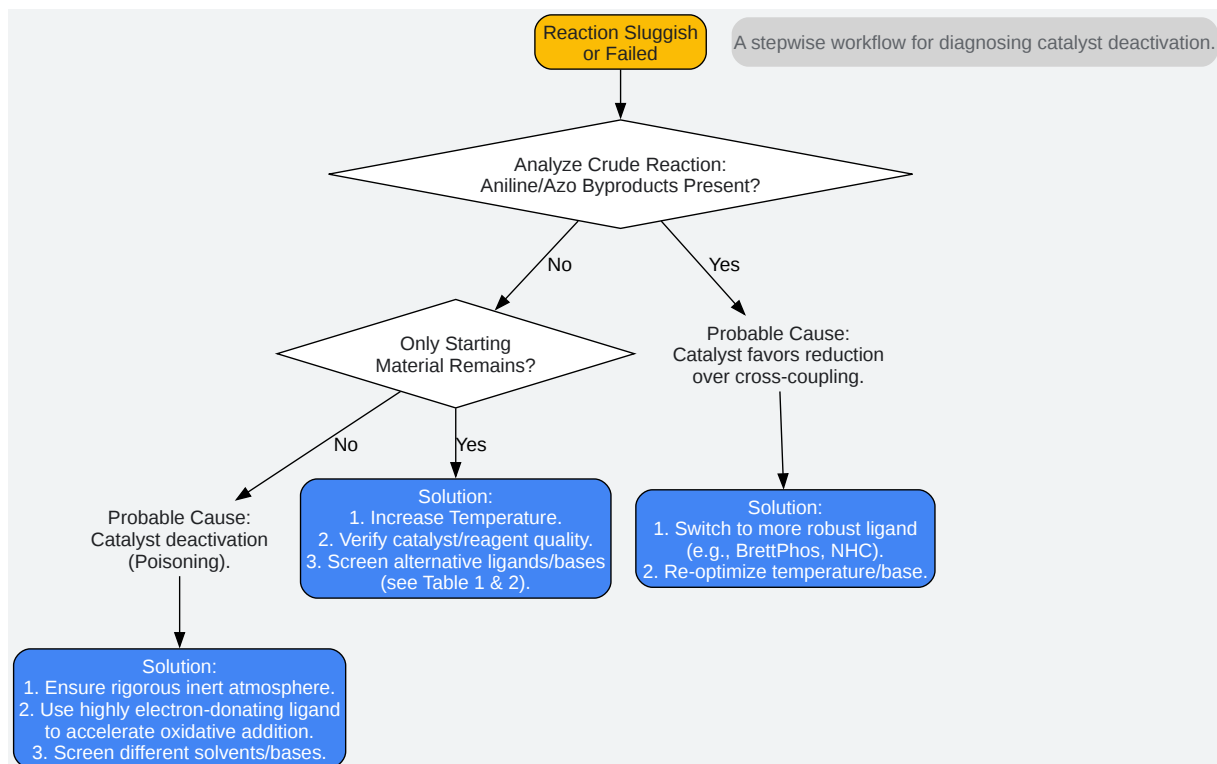 Reaction Sluggish
or Failed
A stepwise workflow for diagnosing catalyst deactivation.
Analyze Crude Reaction:
Aniline/Azo Byproducts Present?
No
Yes
Only Starting
Material Remains?
Probable Cause:
Catalyst favors reduction
over cross-coupling.
No
Yes
Probable Cause:
Catalyst deactivation
(Poisoning).
Solution:
1. Increase Temperature.
2. Verify catalyst/reagent quality.
3. Screen alternative ligands/bases
(see Table 1 & 2).
Solution:
1. Switch to more robust ligand
(e.g., BrettPhos, NHC).
2. Re-optimize temperature/base.
Solution:
1. Ensure rigorous inert atmosphere.
2. Use highly electron-donating ligand
to accelerate oxidative addition.
3. Screen different solvents/bases.